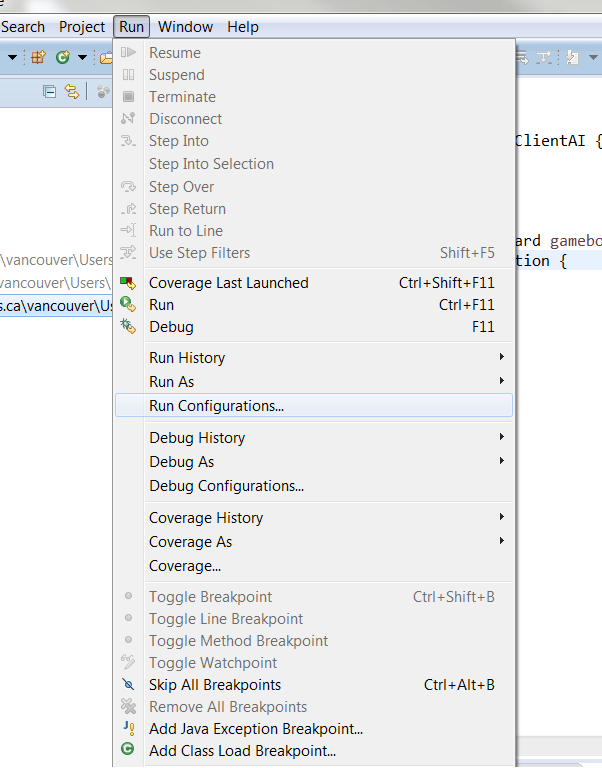 Search Project Run Window Help
Resume
Suspend
Terminate
Disconnect
ClientAI {
Step Into
Step Into Selection
Step Over
Step Return
Run to Line
ard gamebo
Use Step Filters Shift+F5
\vancouver\Users
tion {
vancouver\Users\
Coverage Last Launched Ctrl+Shift+F11
s.ca\vancouver\Us
Run Ctrl+F11
Debug F11
Run History
Run As
Run Configurations...
Debug History
Debug As
Debug Configurations...
Coverage History
Coverage As
Coverage...
Toggle Breakpoint Ctrl+Shift+B
Toggle Line Breakpoint
Toggle Method Breakpoint
Toggle Watchpoint
Skip All Breakpoints Ctrl+Alt+B
Remove All Breakpoints
Add Java Exception Breakpoint...
Add Class Load Breakpoint...